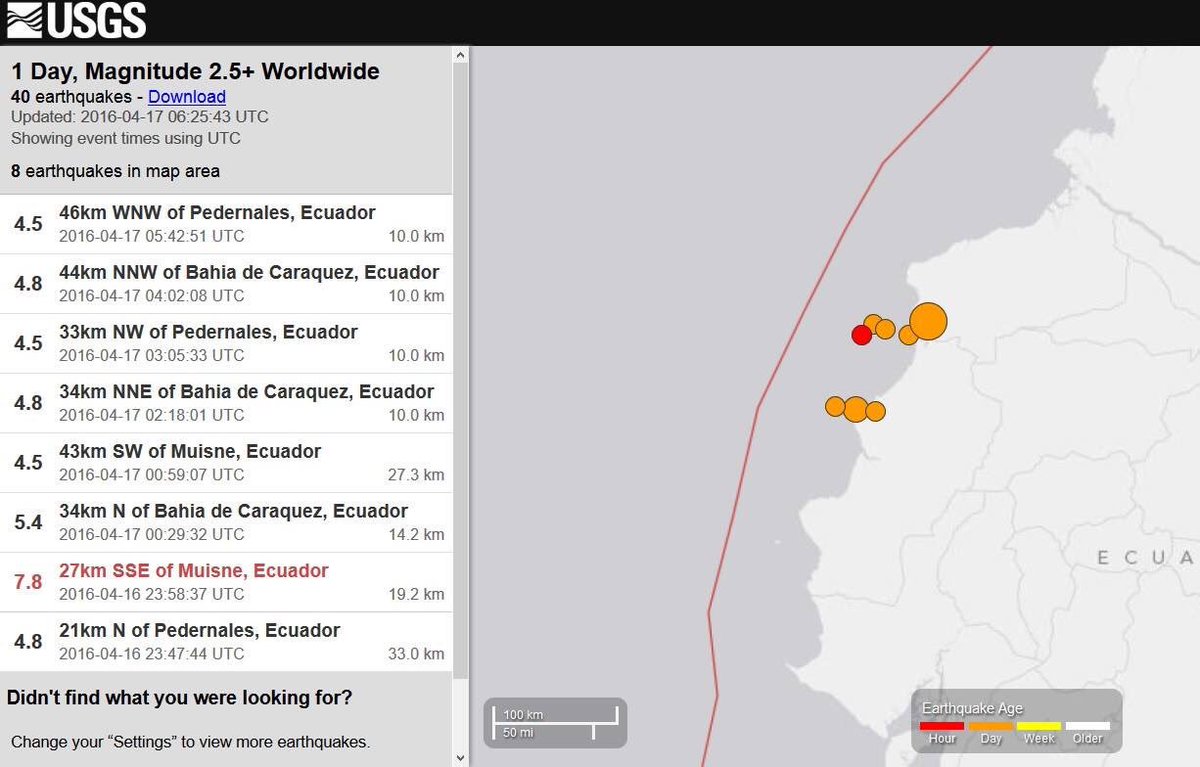 USGS
1 Day, Magnitude 2.5+ Worldwide
40 earthquakes - Download
Updated: 2016-04-17 06:25:43 UTC
Showing event times using UTC
8 earthquakes in map area
4.5
46km WNW of Pedernales, Ecuador
2016-04-17 05:42:51 UTC 10.0 km
4.8
44km NNW of Bahia de Caraquez, Ecuador
2016-04-17 04:02:08 UTC 10.0 km
4.5
33km NW of Pedernales, Ecuador
2016-04-17 03:05:33 UTC 10.0 km
4.8
34km NNE of Bahia de Caraquez, Ecuador
2016-04-17 02:18:01 UTC 10.0 km
4.5
43km SW of Muisne, Ecuador
2016-04-17 00:59:07 UTC 27.3 km
5.4
34km N of Bahia de Caraquez, Ecuador
2016-04-17 00:29:32 UTC 14.2 km
7.8
27km SSE of Muisne, Ecuador
2016-04-16 23:58:37 UTC 19.2 km
4.8
21km N of Pedernales, Ecuador
2016-04-16 23:47:44 UTC 33.0 km
Didn't find what you were looking for?
Change your “Settings” to view more earthquakes.
ECUA
100 km
50 mi
Earthquake Age
Hour Day Week Older